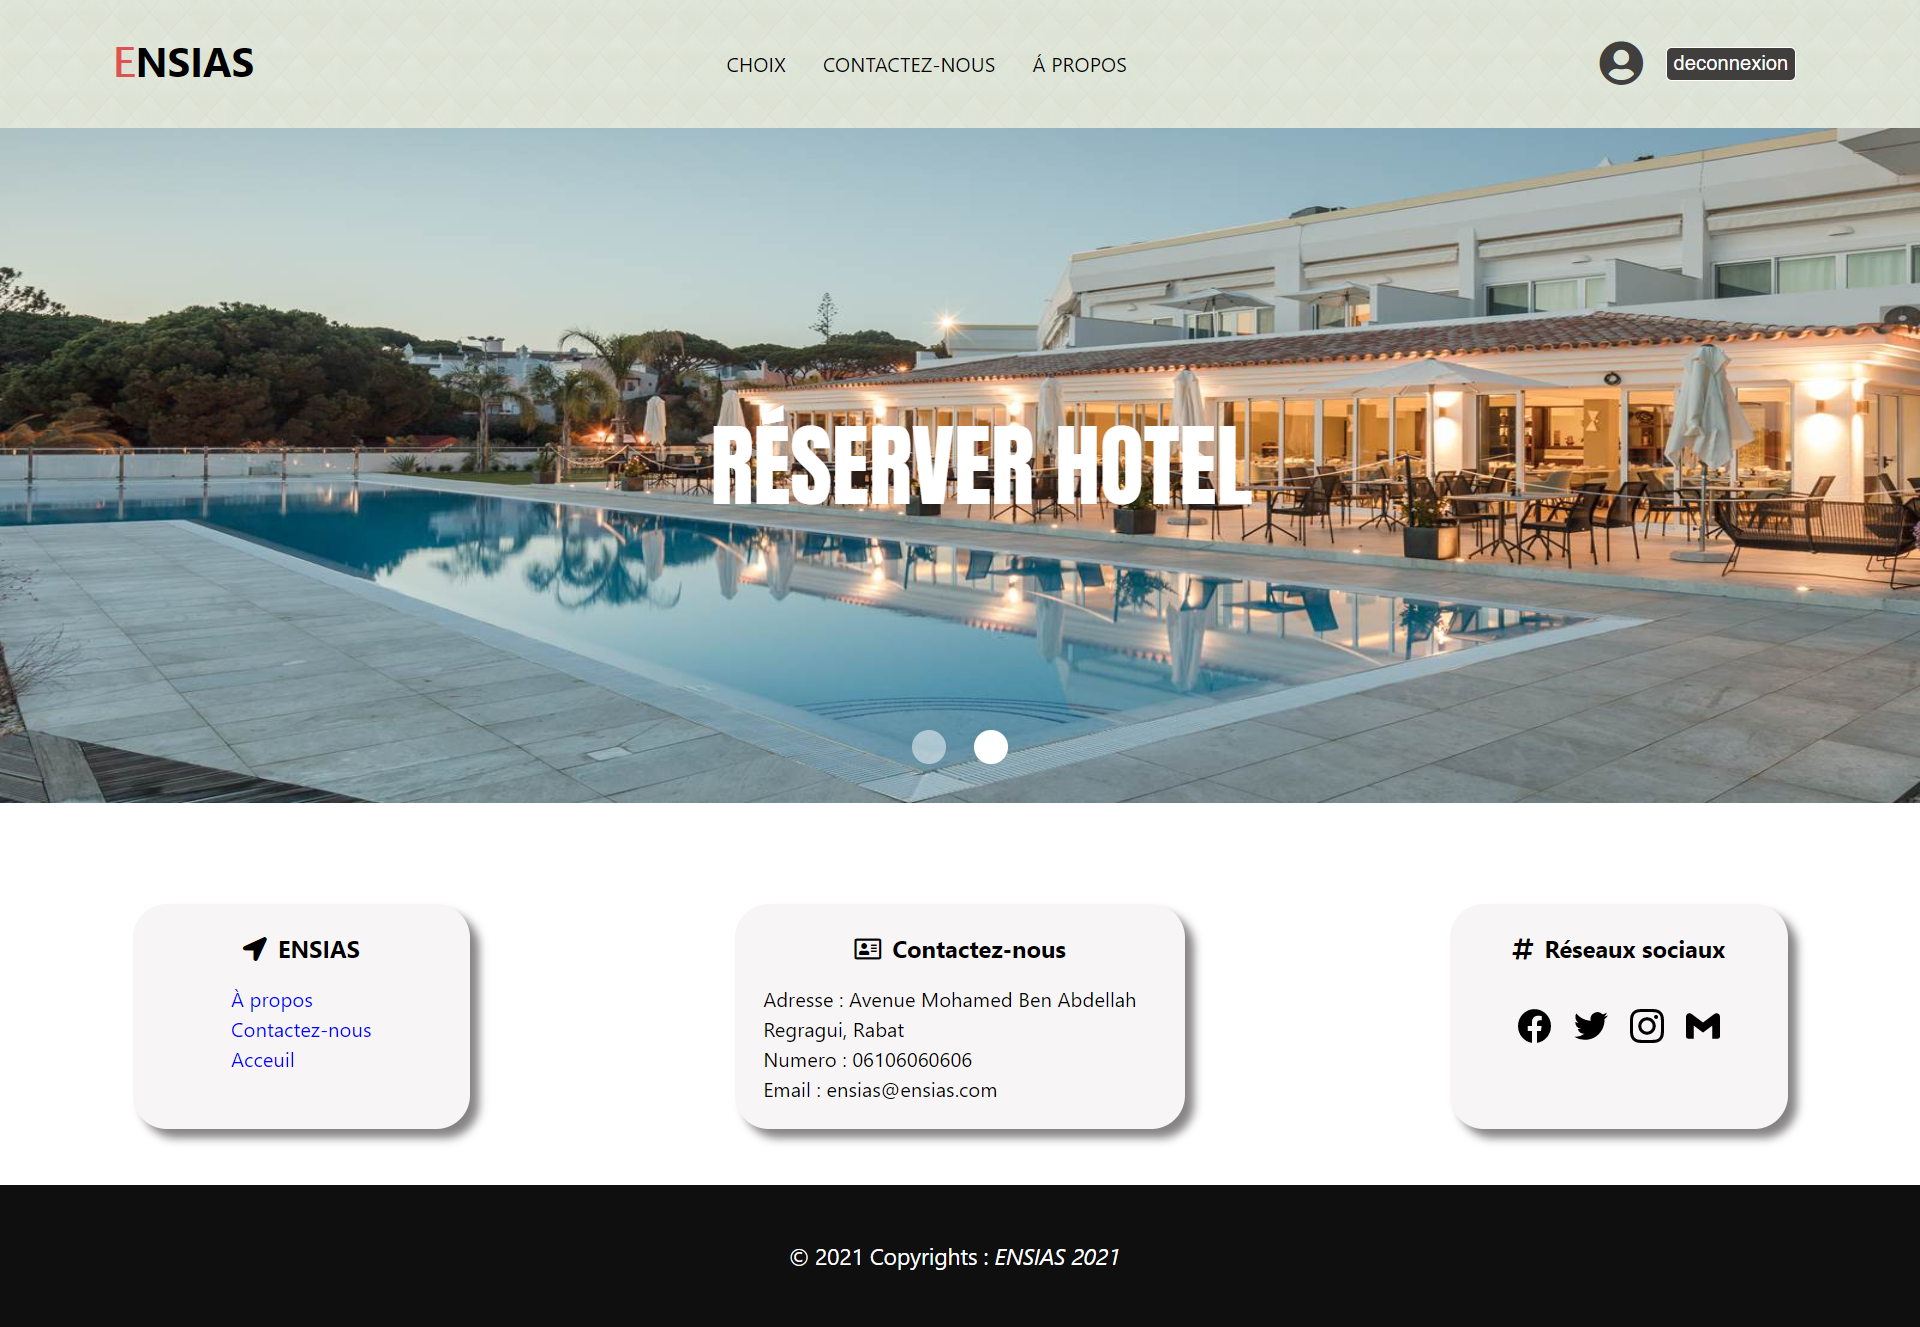 ENSIAS
CHOIX
CONTACTEZ-NOUS
Á PROPOS
deconnexion
RÉSERVER HOTEL
ENSIAS
À propos
Contactez-nous
Acceuil
Contactez-nous
Adresse : Avenue Mohamed Ben Abdellah
Regragui, Rabat
Numero : 06106060606
Email : ensias@ensias.com
# Réseaux sociaux
© 2021 Copyrights : ENSIAS 2021